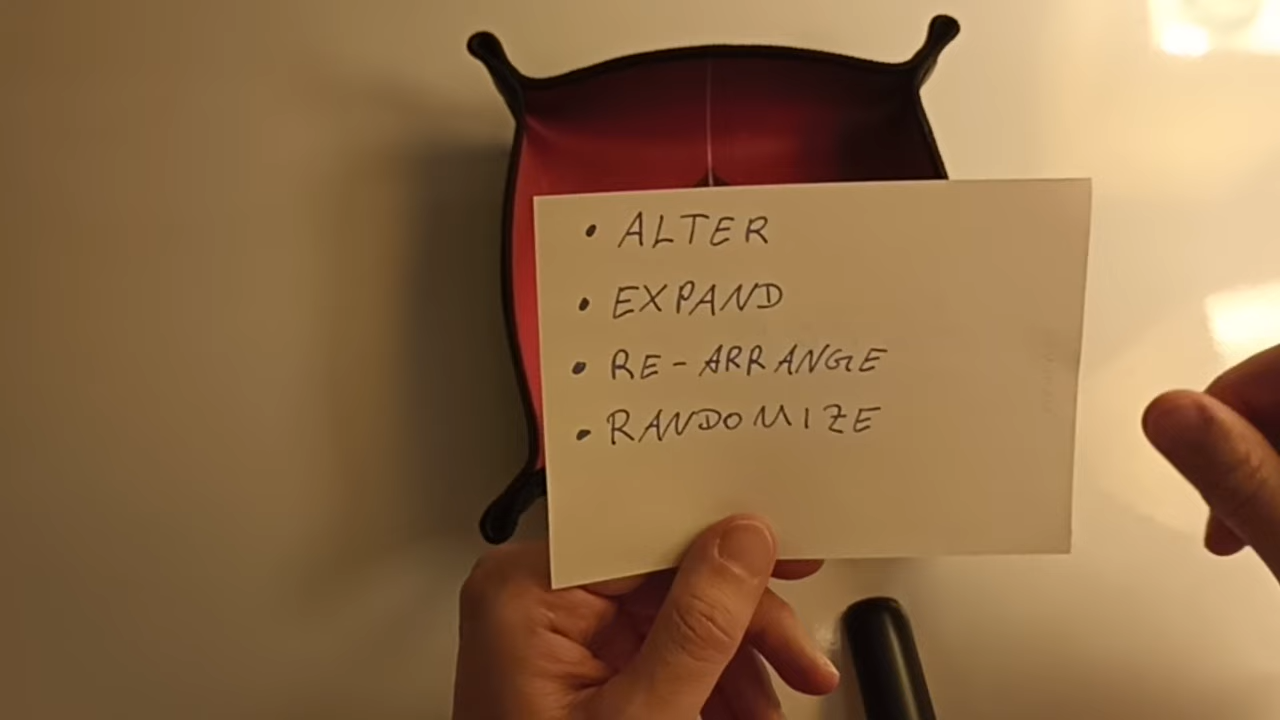 • ALTER
• EXPAND
• RE-ARRANGE
• RANDOMIZE